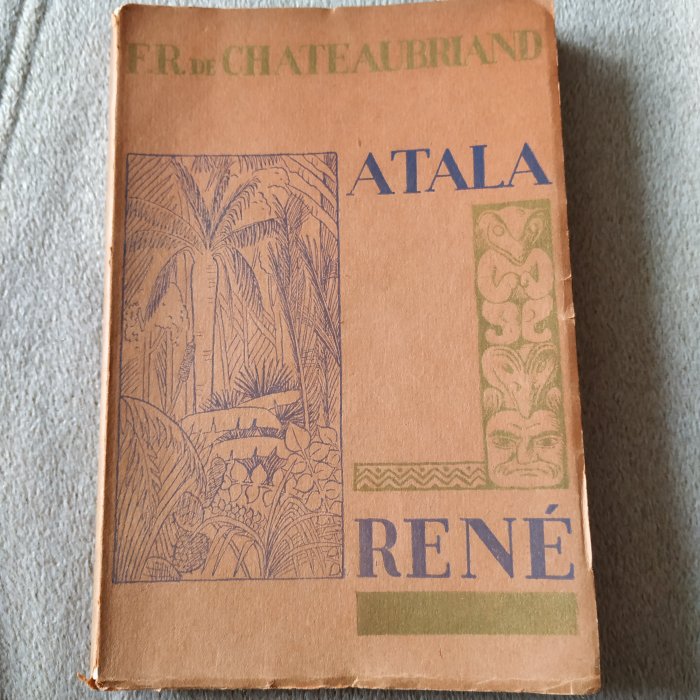 F.R. DE CHATEAUBRIAND
ATALA
RENÉ